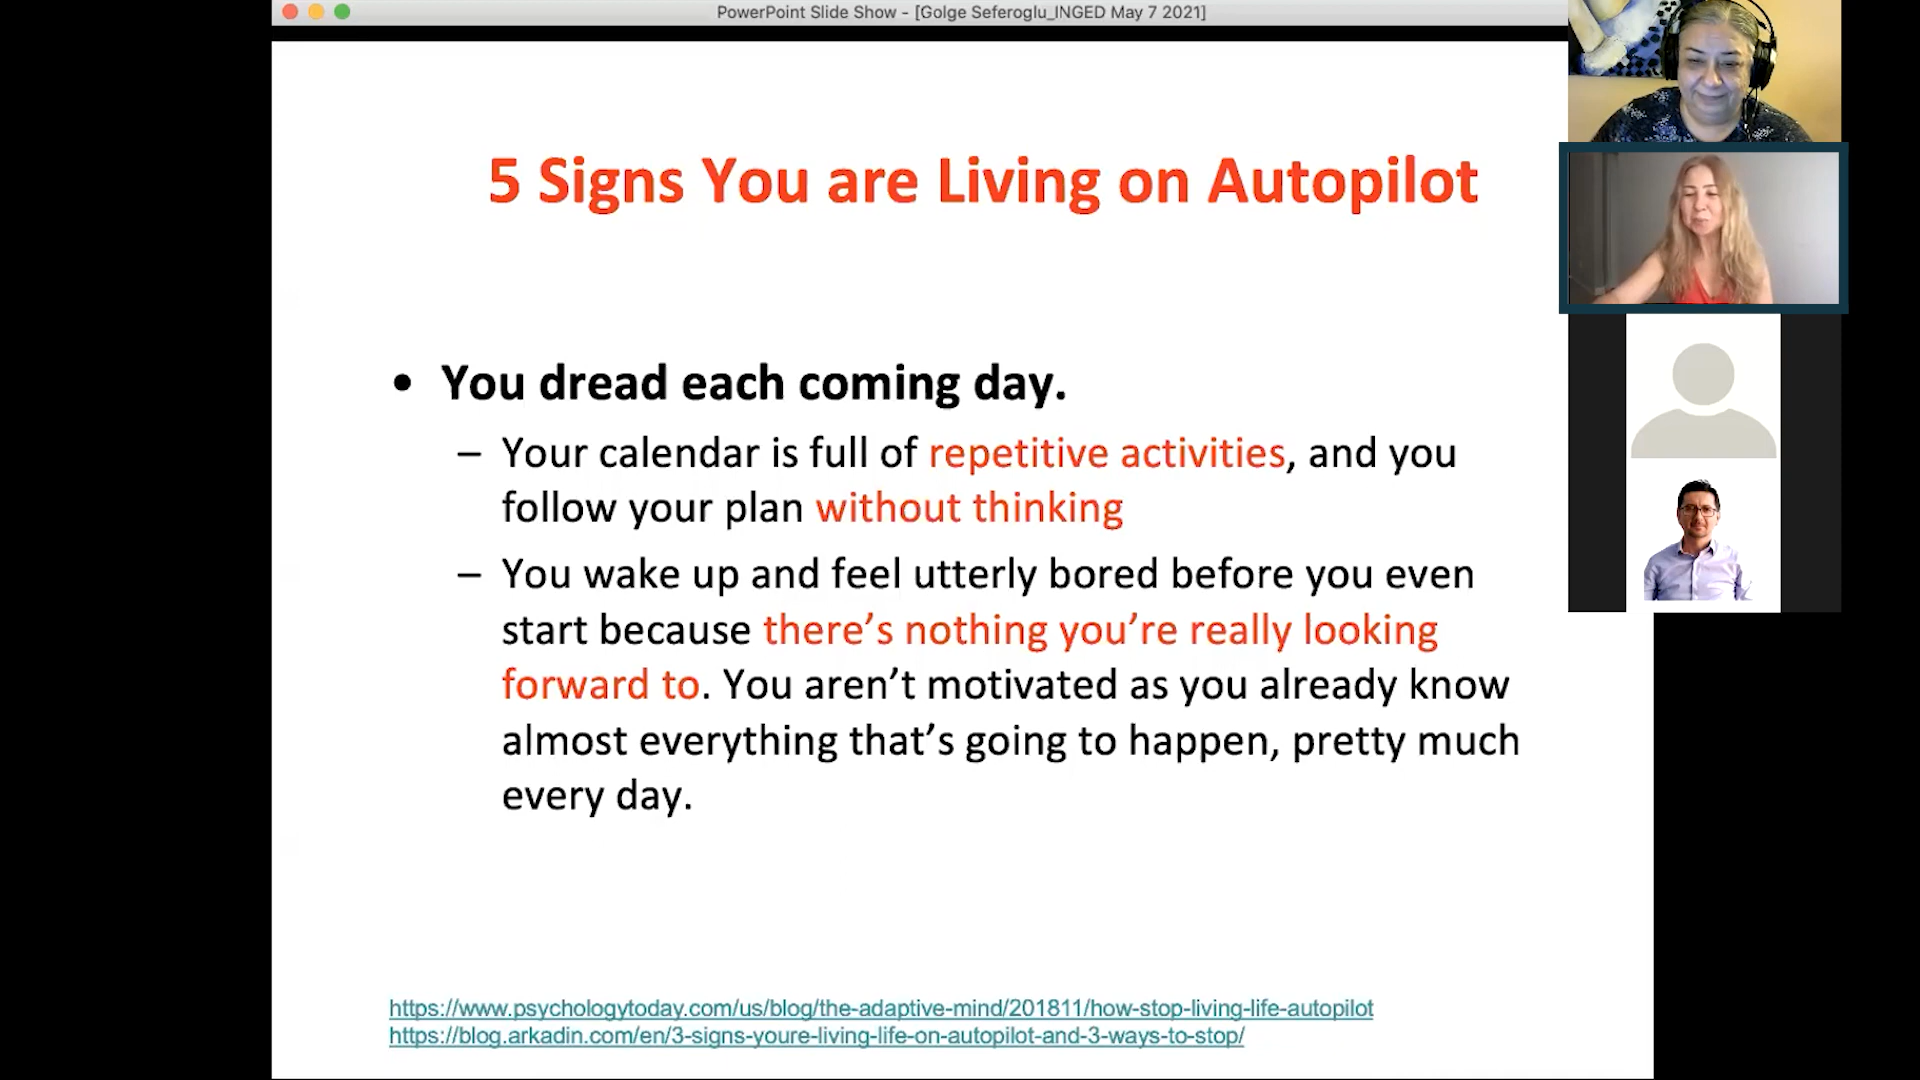 PowerPoint Slide Show - [Golge Seferoglu_INGED May 7 2021]
5 Signs You are Living on Autopilot
• You dread each coming day.
– Your calendar is full of repetitive activities, and you
follow your plan without thinking
– You wake up and feel utterly bored before you even
start because there’s nothing you’re really looking
forward to. You aren’t motivated as you already know
almost everything that’s going to happen, pretty much
every day.
https://www.psychologytoday.com/us/blog/the-adaptive-mind/201811/how-stop-living-life-autopilot
https://blog.arkadin.com/en/3-signs-youre-living-life-on-autopilot-and-3-ways-to-stop/